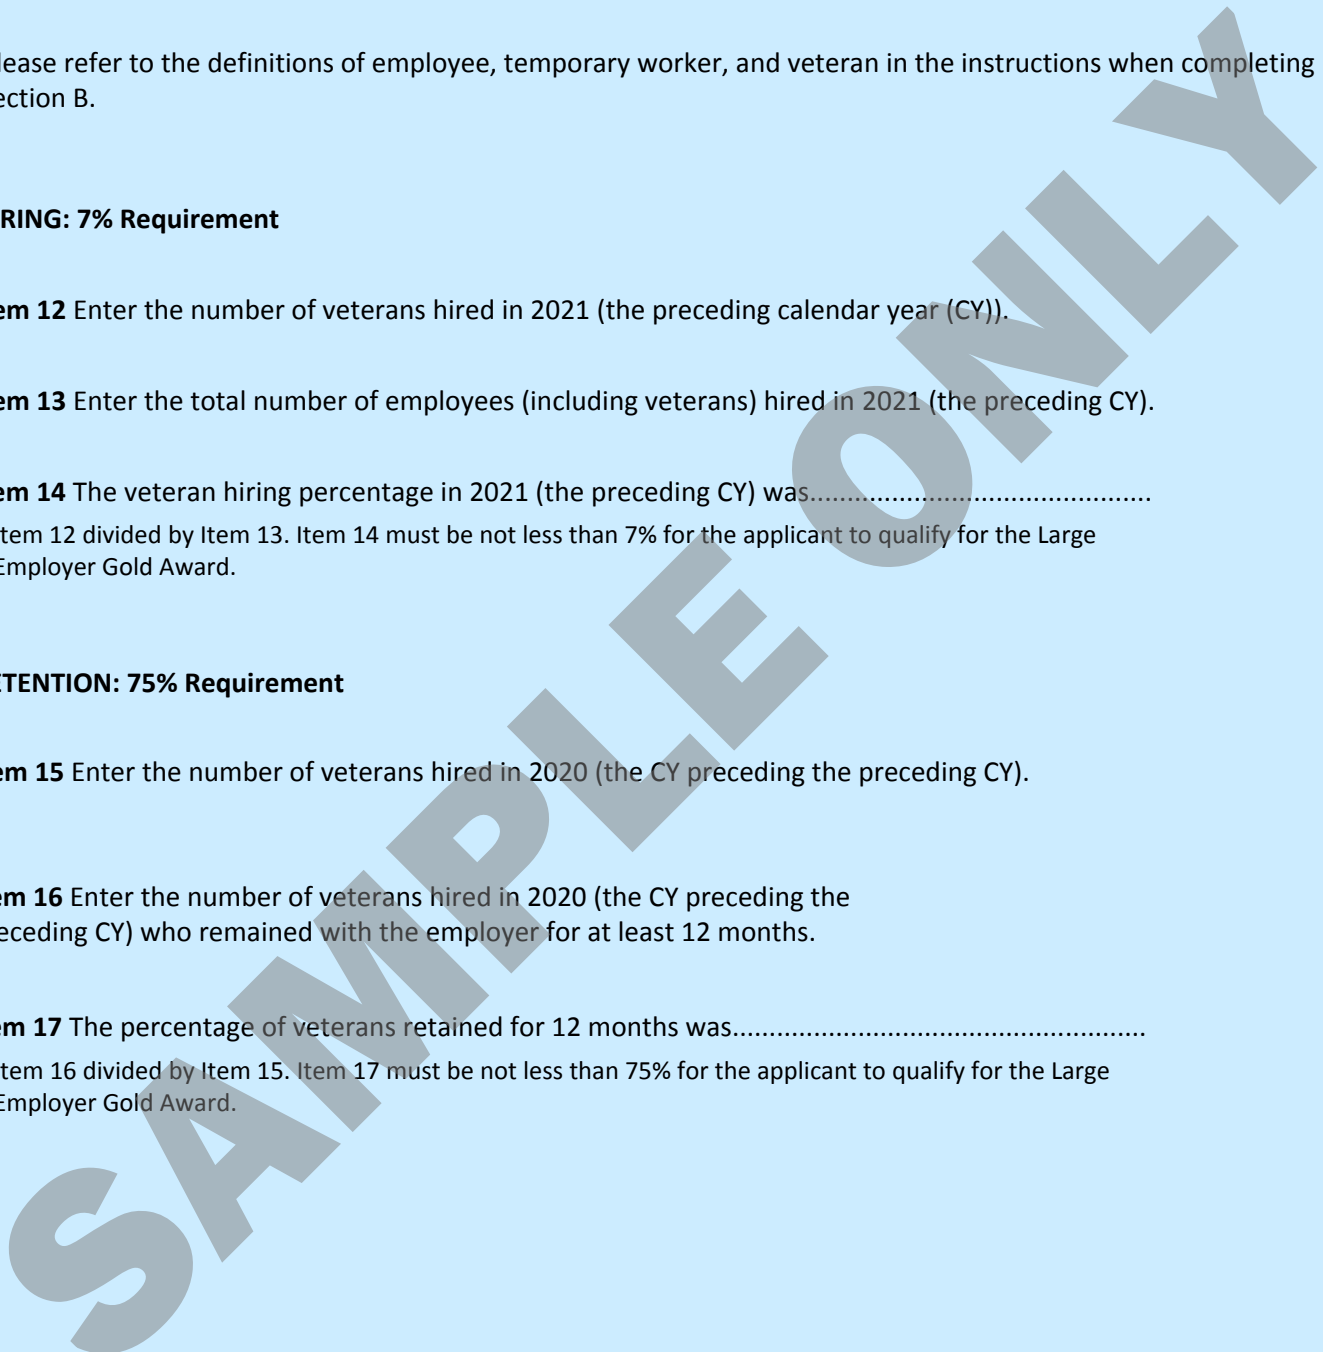 lease refer to the definitions of employee, temporary worker, and veteran in the instructions when completing
ection B.
RING: 7% Requirement
em 12 Enter the number of veterans hired in 2021 (the preceding calendar year (CY)).
em 13 Enter the total number of employees (including veterans) hired in 2021 (the preceding CY).
em 14 The veteran hiring percentage in 2021 (the preceding CY) was..............................................
tem 12 divided by Item 13. Item 14 must be not less than 7% for the applicant to qualify for the Large
Employer Gold Award.
ETENTION: 75% Requirement
em 15 Enter the number of veterans hired in 2020 (the CY preceding the preceding CY).
em 16 Enter the number of veterans hired in 2020 (the CY preceding the
eceding CY) who remained with the employer for at least 12 months.
em 17 The percentage of veterans retained for 12 months was........................................................
tem 16 divided by Item 15. Item 17 must be not less than 75% for the applicant to qualify for the Large
Employer Gold Award.
SAMPLE ONLY